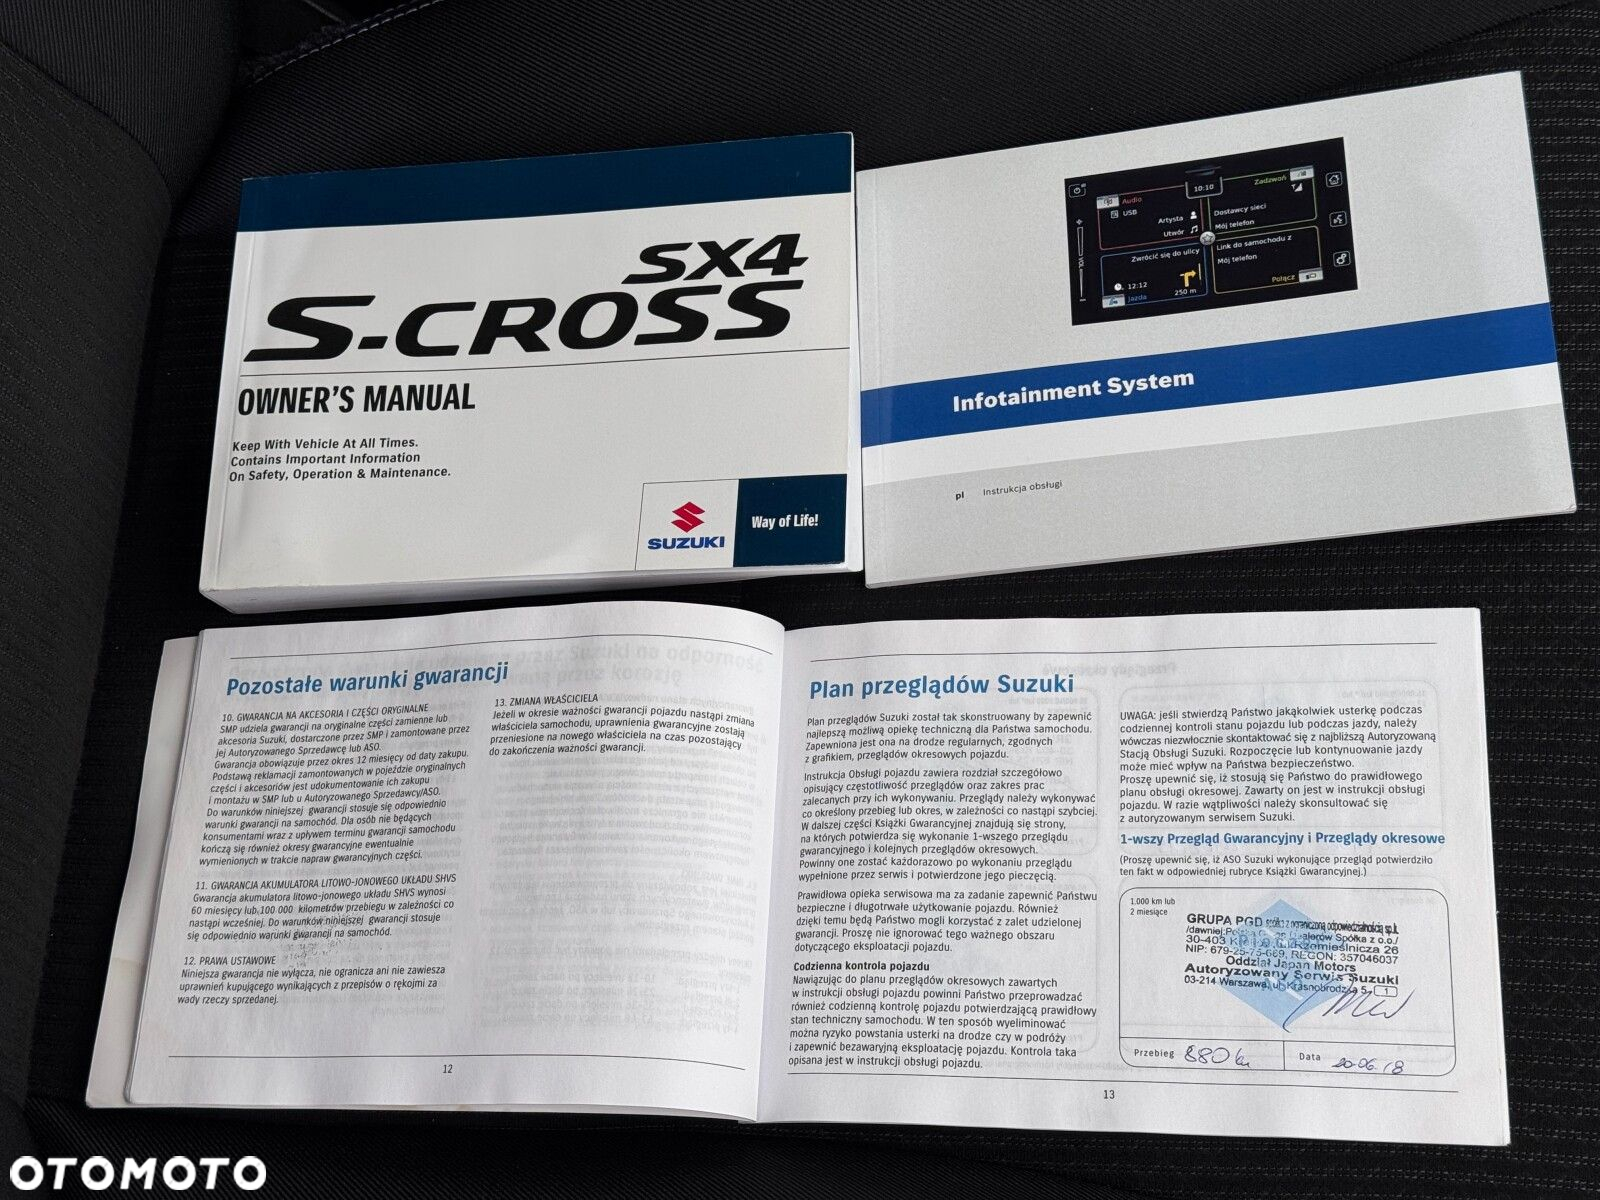 SX4
S-CROSS
OWNER'S MANUAL
Keep With Vehicle At All Times.
Contains Important Information
On Safety, Operation & Maintenance.
SUZUKI
Way of Life!
10:10
Audio
USB
Artysta
Utwór
Zadzwoń
Dostawcy sieci
Mój telefon
Zwrócić się do ulicy
12:12
250 m
Jazda
Link do samochodu z
Mój telefon
Połącz
VOL
Infotainment System
pl Instrukcja obsługi
Pozostałe warunki gwarancji
10. GWARANCJA NA AKCESORIA I CZĘŚCI ORYGINALNE
SMP udziela gwarancji na oryginalne części zamienne lub
akcesoria Suzuki, dostarczone przez SMP i zamontowane przez
jej Autoryzowanego Sprzedawcę lub ASO.
Gwarancja obowiązuje przez okres 12 miesięcy od daty zakupu.
Podstawą reklamacji zamontowanych w pojeździe oryginalnych
części i akcesoriów jest udokumentowanie ich zakupu
i montażu w SMP lub u Autoryzowanego Sprzedawcy/ASO.
Do warunków niniejszej gwarancji stosuje się odpowiednio
warunki gwarancji na samochód. Dla osób nie będących
konsumentami wraz z upływem terminu gwarancji samochodu
kończą się również okresy gwarancyjne ewentualnie
wymienionych w trakcie napraw gwarancyjnych części.
11. GWARANCJA AKUMULATORA LITOWO-JONOWEGO UKŁADU SHVS
Gwarancja akumulatora litowo-jonowego układu SHVS wynosi
60 miesięcy lub 100 000 kilometrów przebiegu w zależności co
nastąpi wcześniej. Do warunków niniejszej gwarancji stosuje
się odpowiednio warunki gwarancji na samochód.
12. PRAWA USTAWOWE
Niniejsza gwarancja nie wyłącza, nie ogranicza ani nie zawiesza
uprawnień kupującego wynikających z przepisów o rękojmi za
wady rzeczy sprzedanej.
13. ZMIANA WŁAŚCICIELA
Jeżeli w okresie ważności gwarancji pojazdu nastąpi zmiana
właściciela samochodu, uprawnienia gwarancyjne zostają
przeniesione na nowego właściciela na czas pozostający
do zakończenia ważności gwarancji.
12
Plan przeglądów Suzuki
Plan przeglądów Suzuki został tak skonstruowany by zapewnić
najlepszą możliwą opiekę techniczną dla Państwa samochodu.
Zapewniona jest ona na drodze regularnych, zgodnych
z grafikiem, przeglądów okresowych pojazdu.
Instrukcja Obsługi pojazdu zawiera rozdział szczegółowo
opisujący częstotliwość przeglądów oraz zakres prac
zalecanych przy ich wykonywaniu. Przeglądy należy wykonywać
co określony przebieg lub okres, w zależności co nastąpi szybciej.
W dalszej części Książki Gwarancyjnej znajdują się strony,
na których potwierdza się wykonanie 1-wszego przeglądu
gwarancyjnego i kolejnych przeglądów okresowych.
Powinny one zostać każdorazowo po wykonaniu przeglądu
wypełnione przez serwis i potwierdzone jego pieczęcią.
Prawidłowa opieka serwisowa ma za zadanie zapewnić Państwu
bezpieczne i długotrwałe użytkowanie pojazdu. Również
dzięki temu będą Państwo mogli korzystać z zalet udzielonej
gwarancji. Proszę nie ignorować tego ważnego obszaru
dotyczącego eksploatacji pojazdu.
Codzienna kontrola pojazdu
Nawiązując do planu przeglądów okresowych zawartych
w instrukcji obsługi pojazdu powinni Państwo przeprowadzać
również codzienną kontrolę pojazdu potwierdzającą prawidłowy
stan techniczny samochodu. W ten sposób wyeliminować
można ryzyko powstania usterki na drodze czy w podróży
i zapewnić bezawaryjną eksploatację pojazdu. Kontrola taka
opisana jest w instrukcji obsługi pojazdu.
UWAGA: jeśli stwierdzą Państwo jakąkolwiek usterkę podczas
codziennej kontroli stanu pojazdu lub podczas jazdy, należy
wówczas niezwłocznie skontaktować się z najbliższą Autoryzowaną
Stacją Obsługi Suzuki. Rozpoczęcie lub kontynuowanie jazdy
może mieć wpływ na Państwa bezpieczeństwo.
Proszę upewnić się, iż stosują się Państwo do prawidłowego
planu obsługi okresowej. Zawarty on jest w instrukcji obsługi
pojazdu. W razie wątpliwości należy skonsultować się
z autoryzowanym serwisem Suzuki.
1-wszy Przegląd Gwarancyjny i Przeglądy okresowe
(Proszę upewnić się, iż ASO Suzuki wykonujące przegląd potwierdziło
ten fakt w odpowiedniej rubryce Książki Gwarancyjnej.)
1.000 km lub
2 miesiące
GRUPA PGD spółka z ograniczoną odpowiedzialnością sp.k.
/dawniej: Dealerów Spółka z o.o./
30-403 Rzemieślnicza 26
NIP: 679-25-75-689, REGON: 357046037
Oddział Japan Motors
Autoryzowany Serwis Suzuki
03-214 Warszawa, ul. Krasnobrodzka 5 1
Przebieg 880 km
Data 20.06.18
13
OTOMOTO